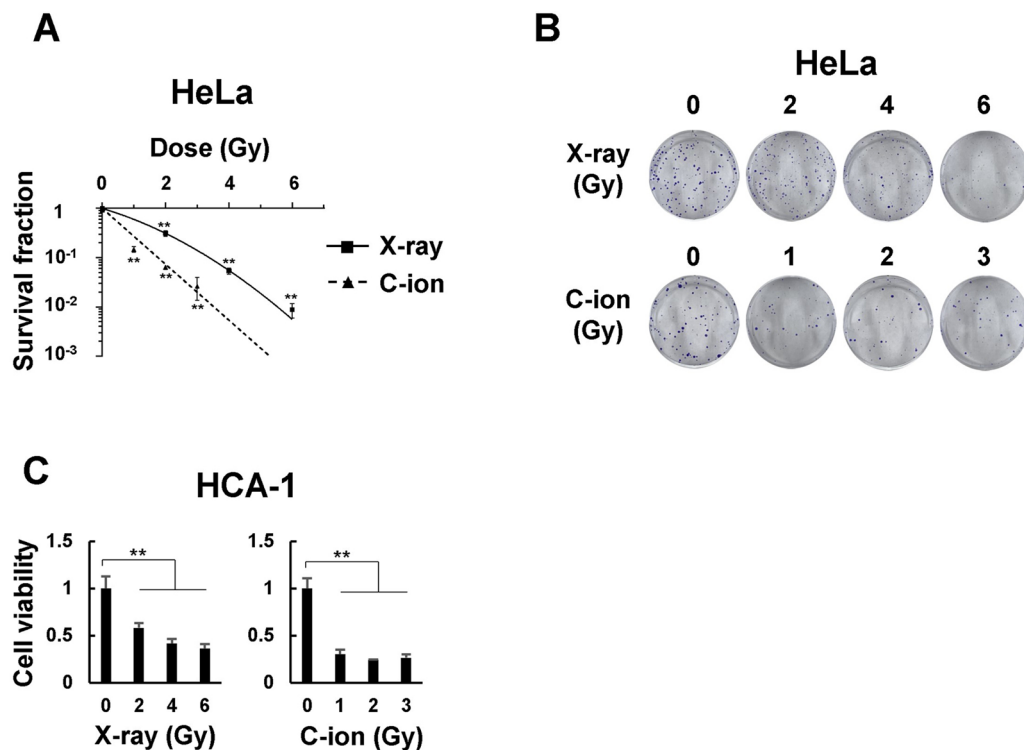 A
HeLa
Dose (Gy)
0 2 4 6
Survival fraction
1
10-1
10-2
10-3
**
**
**
**
**
**
X-ray
C-ion
B
HeLa
0 2 4 6
X-ray
(Gy)
0 1 2 3
C-ion
(Gy)
C
HCA-1
Cell viability
1.5
1
0.5
0
**
0 2 4 6
X-ray (Gy)
1.5
1
0.5
0
**
0 1 2 3
C-ion (Gy)